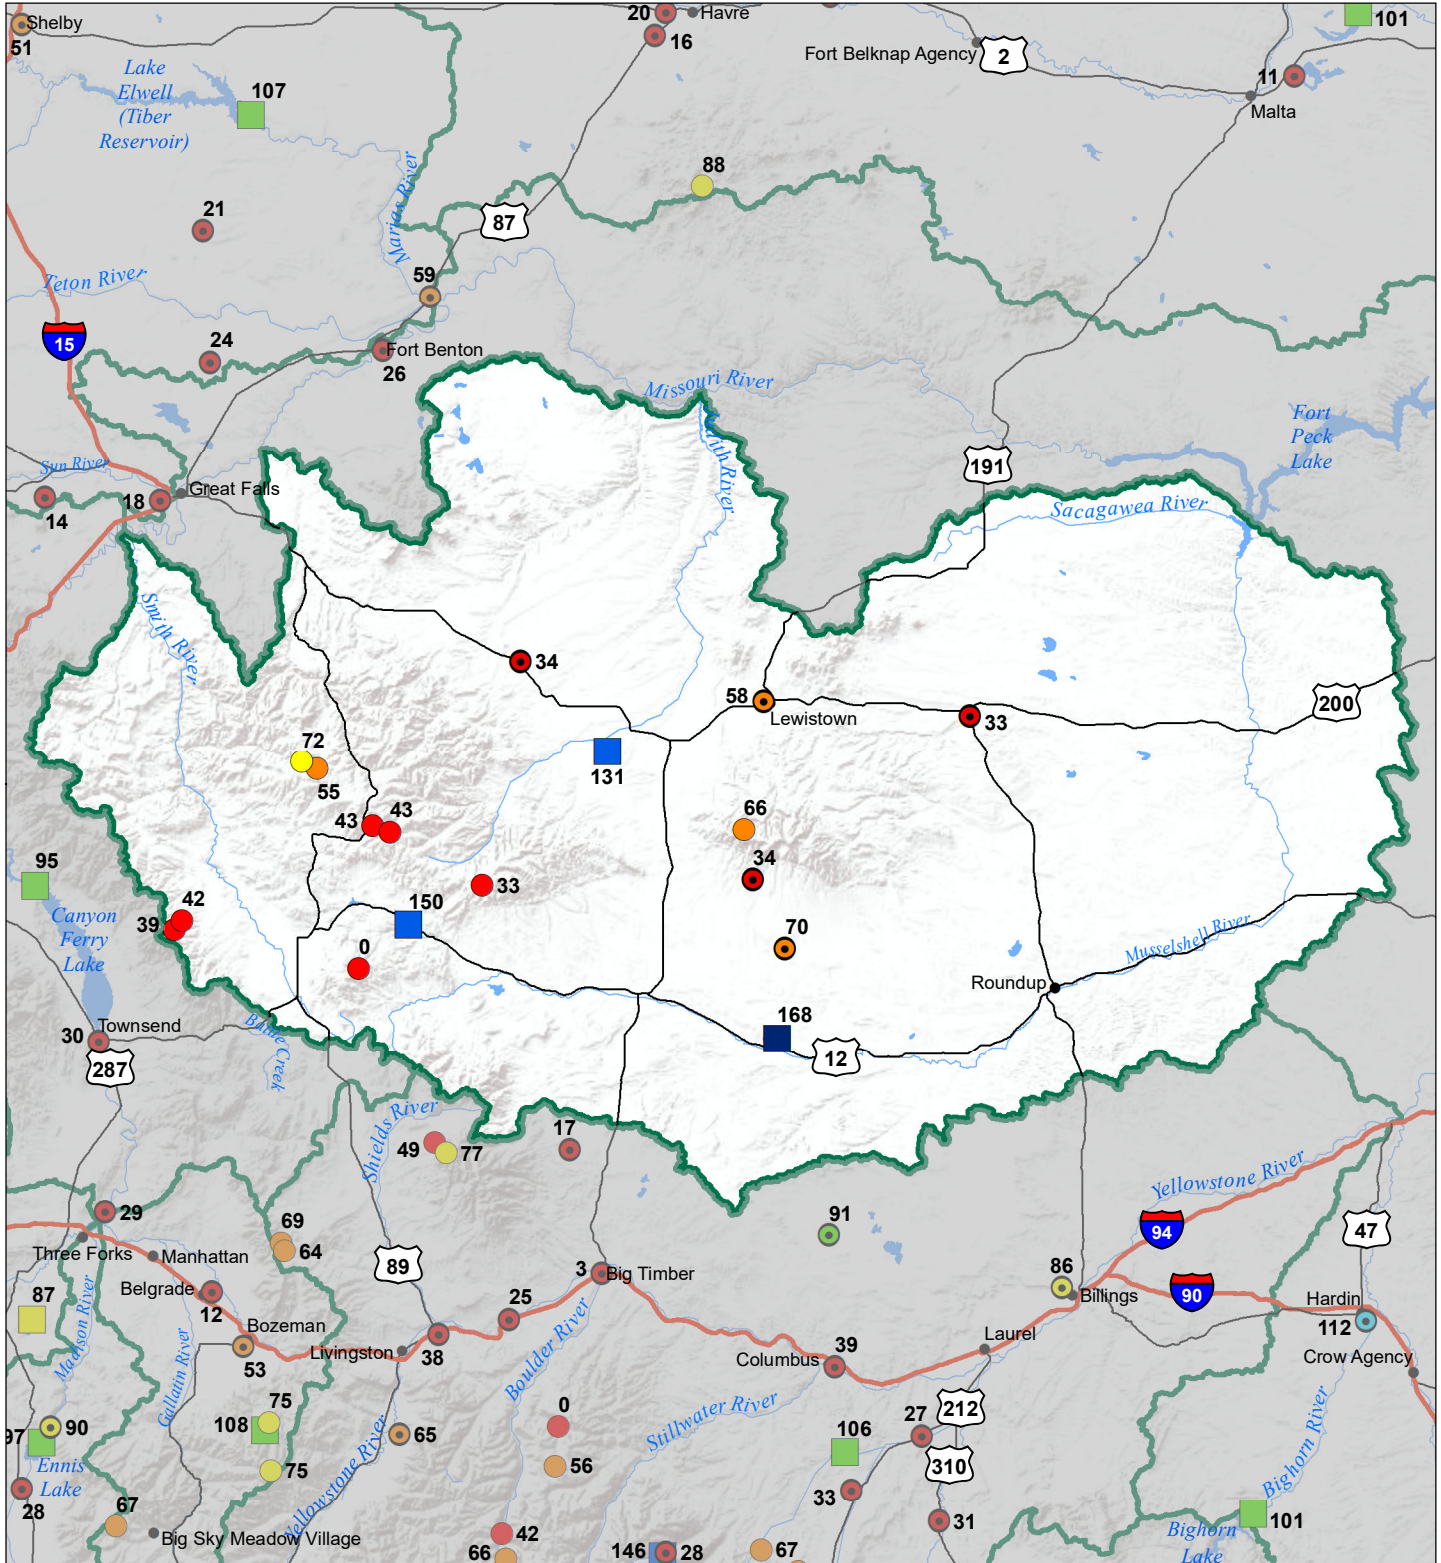 Shelby
51
20
Havre
16
Fort Belknap Agency
2
101
11
Malta
Lake
Elwell
(Tiber
Reservoir)
107
Marias River
88
21
87
Teton River
59
15
24
Fort Benton
26
Missouri River
Judith River
Fort
Peck
Lake
191
Sun River
Great Falls
18
14
Sacagawea River
Smith River
34
58
Lewistown
33
200
72
55
131
43
43
66
34
33
95
42
39
150
Canyon
Ferry
Lake
0
70
Musselshell River
Roundup
Townsend
30
287
Battle Creek
168
12
Shields River
49
77
17
Yellowstone River
29
69
64
Three Forks
Manhattan
89
91
94
47
Belgrade
12
3
Big Timber
86
Billings
90
Hardin
112
87
Madison River
Bozeman
53
Gallatin River
25
Livingston
38
Boulder River
Columbus
39
Laurel
Crow Agency
75
108
75
0
65
56
Stillwater River
212
27
106
310
97
90
Ennis
Lake
28
67
Big Sky Meadow Village
Yellowstone River
42
66
146
28
67
33
31
Bighorn River
101
Bighorn
Lake